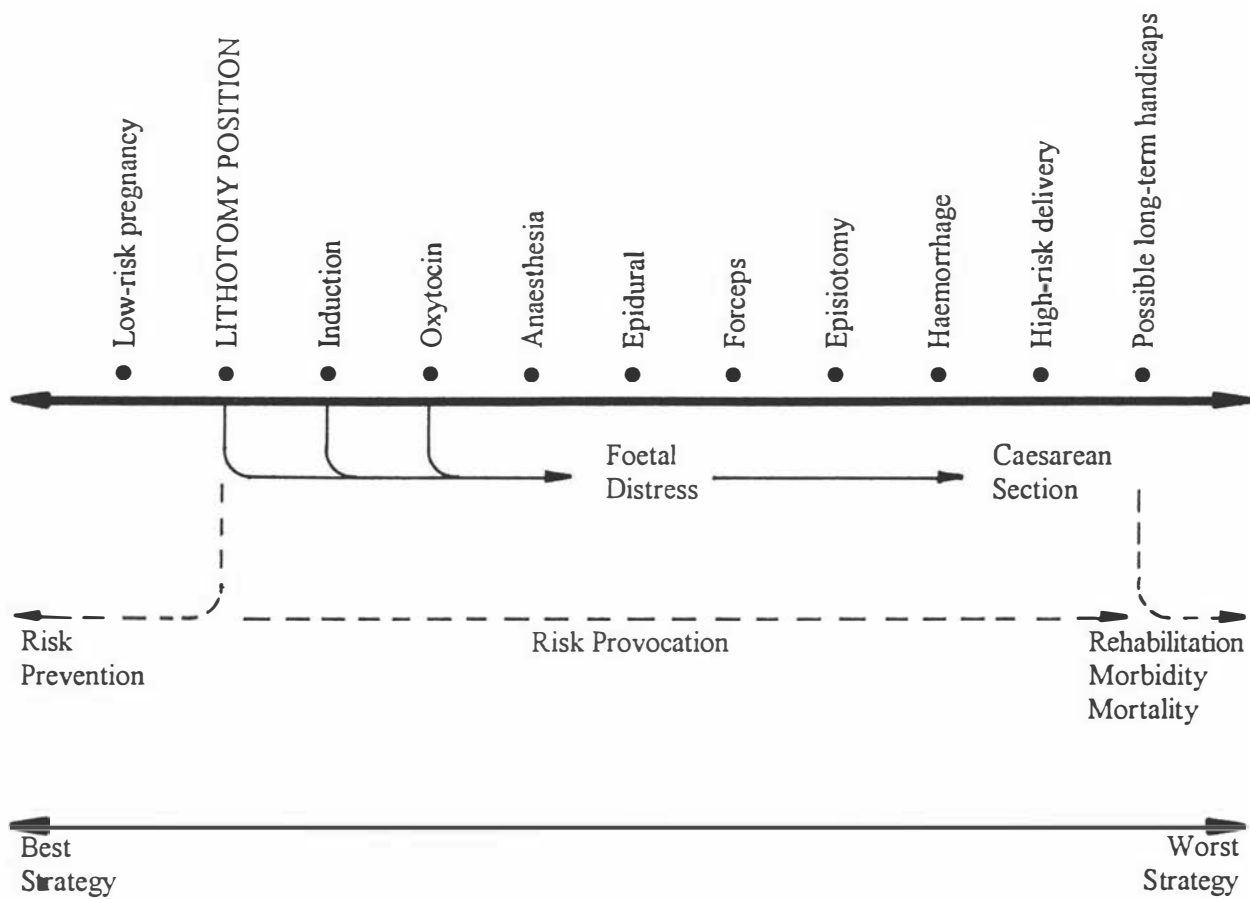 Low-risk pregnancy
LITHOTOMY POSITION
Induction
Oxytocin
Anaesthesia
Epidural
Forceps
Episiotomy
Haemorrhage
High-risk delivery
Possible long-term handicaps
Foetal
Distress
Caesarean
Section
Risk
Prevention
Risk Provocation
Rehabilitation
Morbidity
Mortality
Best
Strategy
Worst
Strategy